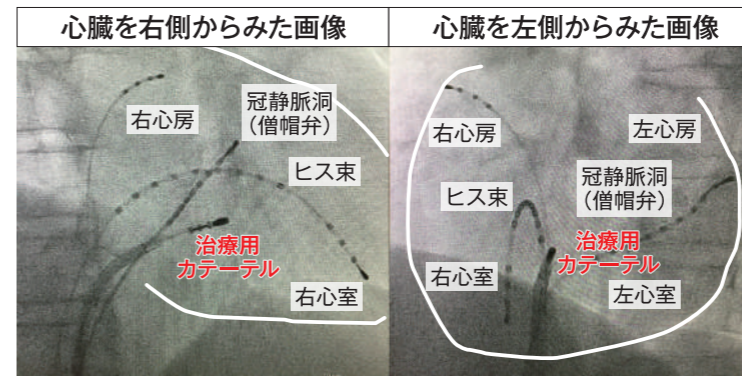 心臓を右側からみた画像
心臓を左側からみた画像
右心房
冠静脈洞
（僧帽弁）
ヒス束
治療用
カテーテル
右心室
右心房
左心房
冠静脈洞
（僧帽弁）
ヒス束
治療用
カテーテル
右心室
左心室